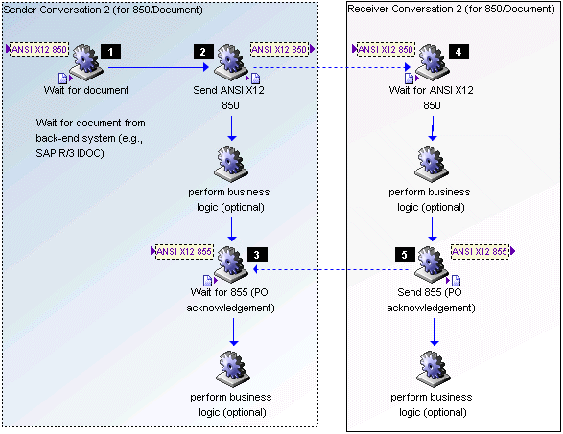 Sender Conversation 2 (for 850/Document)
ANSI X12 850
1
Wait for document
Wait for document from
back-end system (e.g.,
SAP R/3 IDOC)
2
ANSI X12 850
Send ANSI X12
850
perform business
logic (optional)
ANSI X12 855
3
Wait for 855 (PO
acknowledgement)
perform business
logic (optional)
Receiver Conversation 2 (for 850/Document)
ANSI X12 850
4
Wait for ANSI X12
850
perform business
logic (optional)
5
ANSI X12 855
Send 855 (PO
acknowledgement)
perform business
logic (optional)